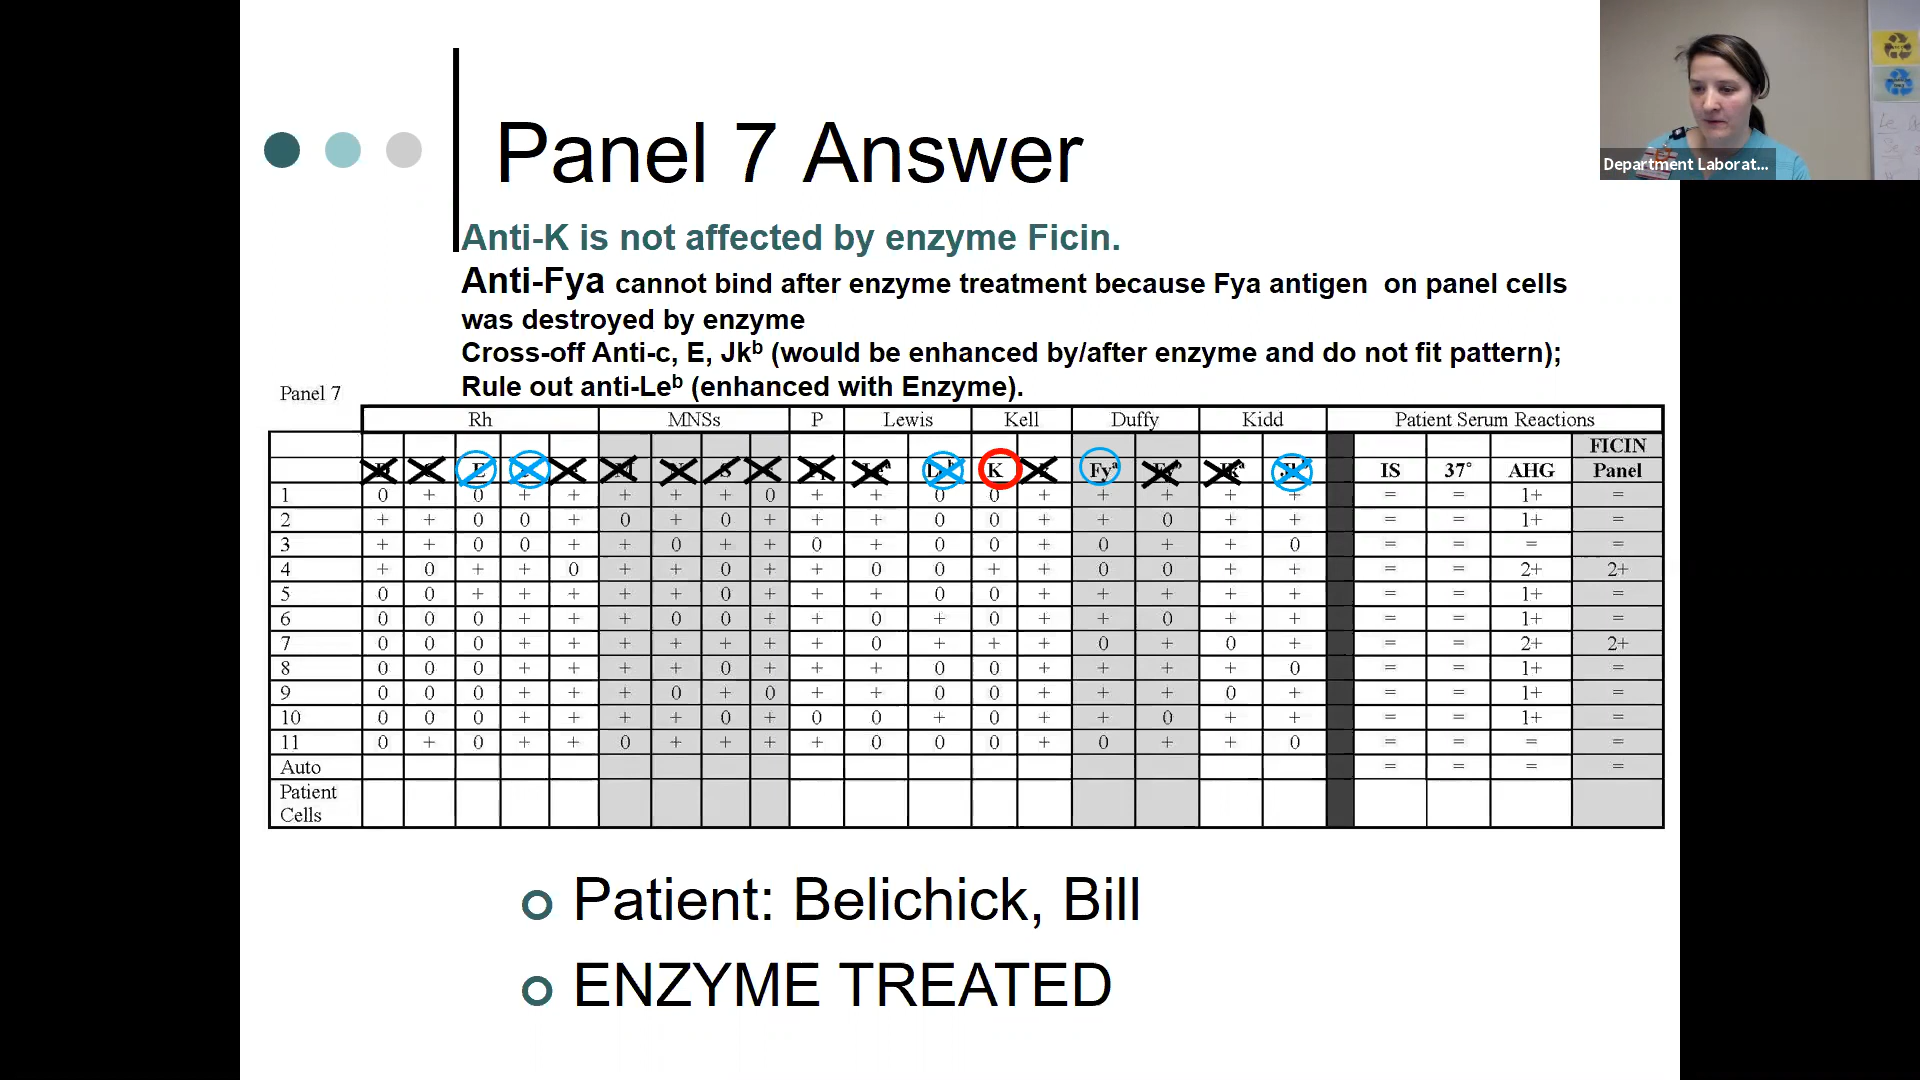 Department Laborat...
Panel 7 Answer
Anti-K is not affected by enzyme Ficin.
Anti-Fya cannot bind after enzyme treatment because Fya antigen on panel cells
was destroyed by enzyme
Cross-off Anti-c, E, Jkᵇ (would be enhanced by/after enzyme and do not fit pattern);
Rule out anti-Leᵇ (enhanced with Enzyme).
Panel 7
Rh MNSs P Lewis Kell Duffy Kidd Patient Serum Reactions
FICIN
E M N S Leᵃ K Fyᵃ IS 37° AHG Panel
1 0 + 0 + + + + + 0 + + 0 0 + + + + + = = 1+ =
2 + + 0 0 + 0 + 0 + + + 0 0 + + 0 + + = = 1+ =
3 + + 0 0 + + 0 + + 0 + 0 0 + 0 + + 0 = = = =
4 + 0 + + 0 + + 0 + + 0 0 + + 0 0 + + = = 2+ 2+
5 0 0 + + + + + 0 + + + 0 0 + + + + + = = 1+ =
6 0 0 0 + + + 0 0 + + 0 + 0 + + 0 + + = = 1+ =
7 0 0 0 + + + + + + + 0 + + + 0 + 0 + = = 2+ 2+
8 0 0 0 + + + + 0 + + + 0 0 + + + + 0 = = 1+ =
9 0 0 0 + + + 0 + 0 + + 0 0 + + + 0 + = = 1+ =
10 0 0 0 + + + + 0 + 0 0 + 0 + + 0 + + = = 1+ =
11 0 + 0 + + 0 + + + + 0 0 0 + 0 + + 0 = = = =
Auto = = = =
Patient
Cells
Patient: Belichick, Bill
ENZYME TREATED